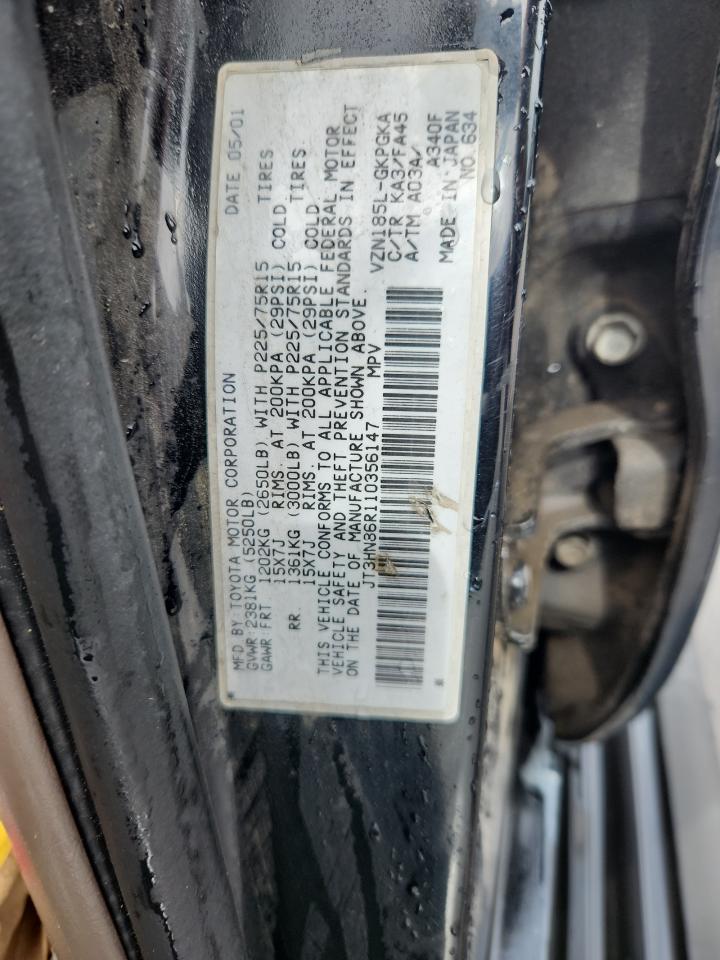 MFD BY: TOYOTA MOTOR CORPORATION DATE 05/01
GVWR: 2381KG (5250LB)
GAWR: FRT 1202KG (2650LB) WITH P225/75R15 TIRES
15X7J RIMS. AT 200KPA (29PSI) COLD
RR 1361KG (3000LB) WITH P225/75R15 TIRES.
15X7J RIMS. AT 200KPA (29PSI) COLD.
THIS VEHICLE CONFORMS TO ALL APPLICABLE FEDERAL MOTOR
VEHICLE SAFETY AND THEFT PREVENTION STANDARDS IN EFFECT
ON THE DATE OF MANUFACTURE SHOWN ABOVE.
JT3HN86R110356147 MPV
VZN185L-GKPGKA
C/TR KA3/FA45
A/TM A03A/
A340F
MADE IN JAPAN
NO. 634